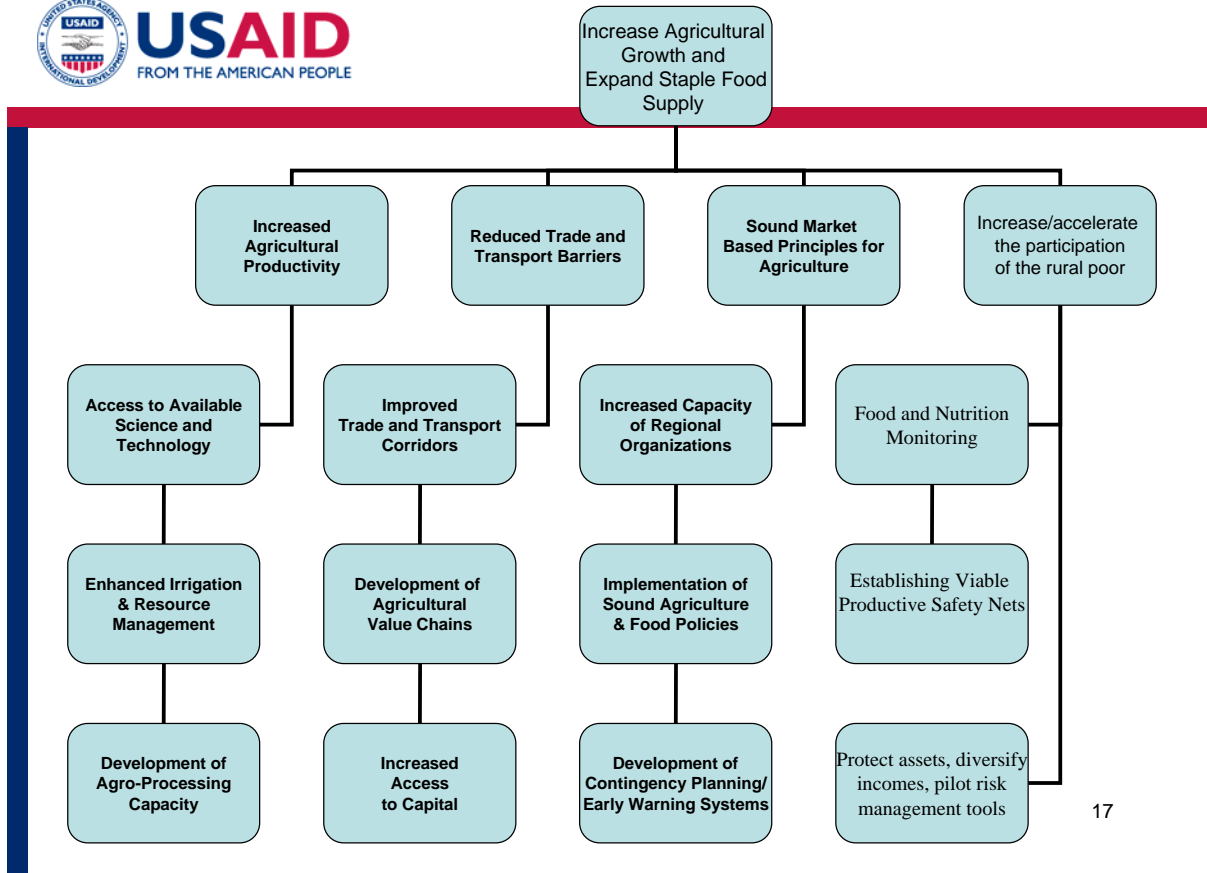 UNITED STATES AGENCY
INTERNATIONAL DEVELOPMENT
USAID
USAID
FROM THE AMERICAN PEOPLE
Increase Agricultural
Growth and
Expand Staple Food
Supply
Increased
Agricultural
Productivity
Reduced Trade and
Transport Barriers
Sound Market
Based Principles for
Agriculture
Increase/accelerate
the participation
of the rural poor
Access to Available
Science and
Technology
Improved
Trade and Transport
Corridors
Increased Capacity
of Regional
Organizations
Food and Nutrition
Monitoring
Enhanced Irrigation
& Resource
Management
Development of
Agricultural
Value Chains
Implementation of
Sound Agriculture
& Food Policies
Establishing Viable
Productive Safety Nets
Development of
Agro-Processing
Capacity
Increased
Access
to Capital
Development of
Contingency Planning/
Early Warning Systems
Protect assets, diversify
incomes, pilot risk
management tools
17